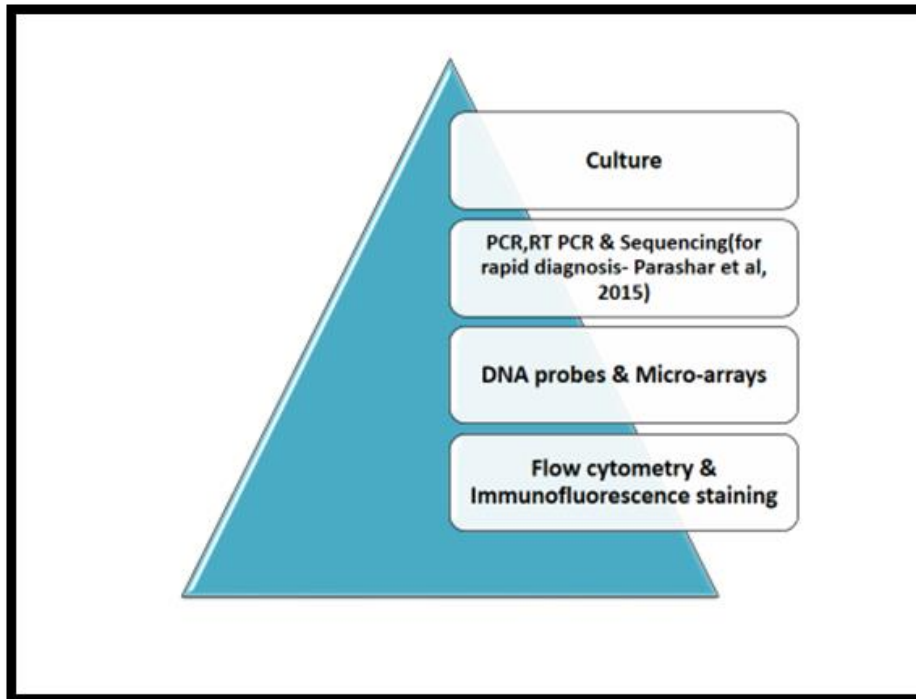 Culture
PCR,RT PCR & Sequencing(for
rapid diagnosis- Parashar et al,
2015)
DNA probes & Micro-arrays
Flow cytometry &
Immunofluorescence staining